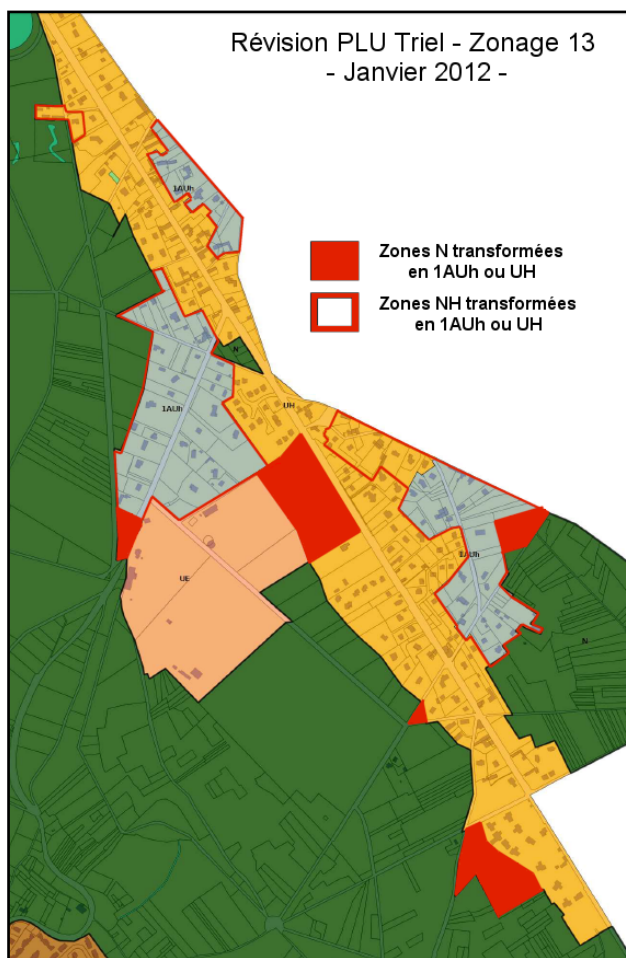 Révision PLU Triel - Zonage 13
- Janvier 2012 -
1AUh
Zones N transformées
en 1AUh ou UH
Zones NH transformées
en 1AUh ou UH
N
1AUh
UH
1AUh
UE
N